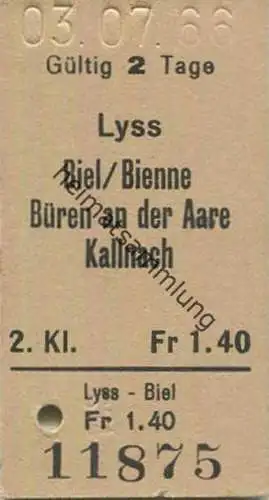 03.07.66
Gültig 2 Tage
Lyss
Biel/Bienne
Büren an der Aare
Kallnach
heimatsammlung
2. Kl. Fr 1.40
Lyss - Biel
Fr 1.40
11875